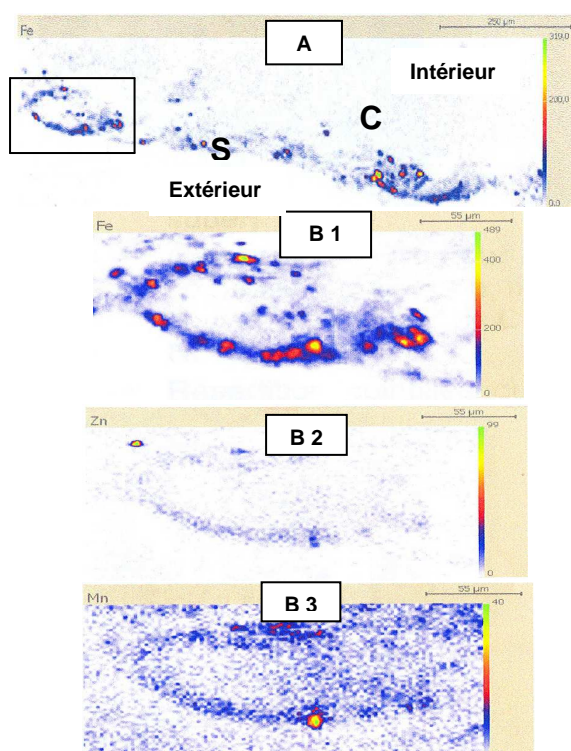 Fe
A
250 µm
319,0
Intérieur
200,0
C
S
Extérieur
0,0
Fe
B 1
55 µm
489
400
200
0
Zn
B 2
55 µm
99
0
Mn
B 3
55 µm
40